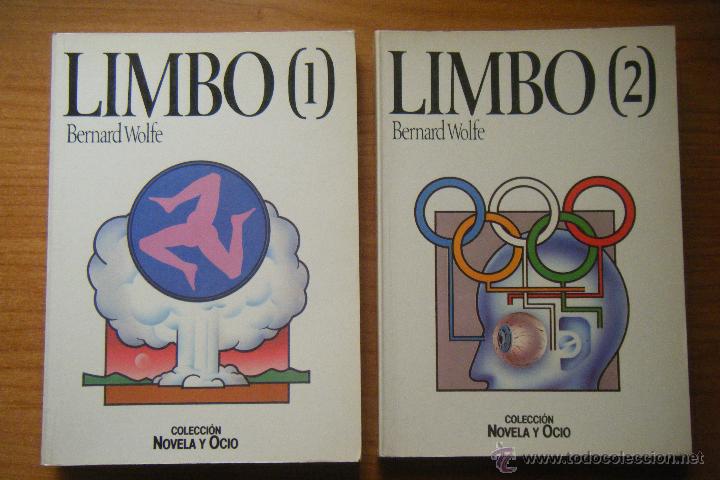 LIMBO (1)
Bernard Wolfe
COLECCIÓN
NOVELA Y OCIO
LIMBO (2)
Bernard Wolfe
COLECCIÓN
NOVELA Y OCIO
www.todocoleccion.net